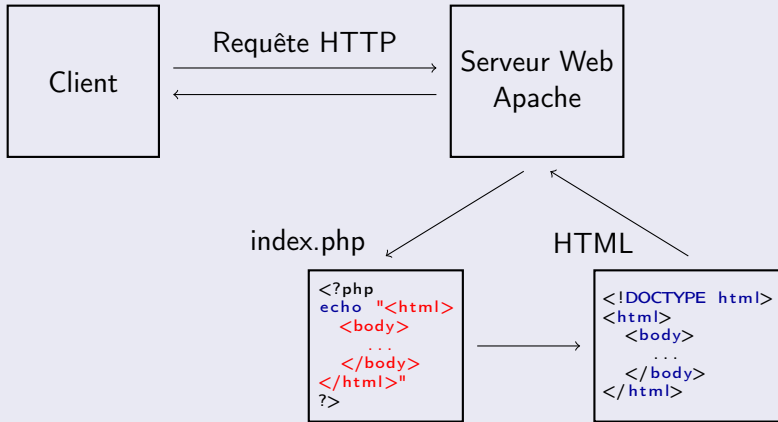 Requête HTTP
Client
Serveur Web
Apache
index.php
HTML
<?php
echo "<html>
<body>
...
</body>
</html>"
?>
<!DOCTYPE html>
<html>
<body>
...
</body>
</html>